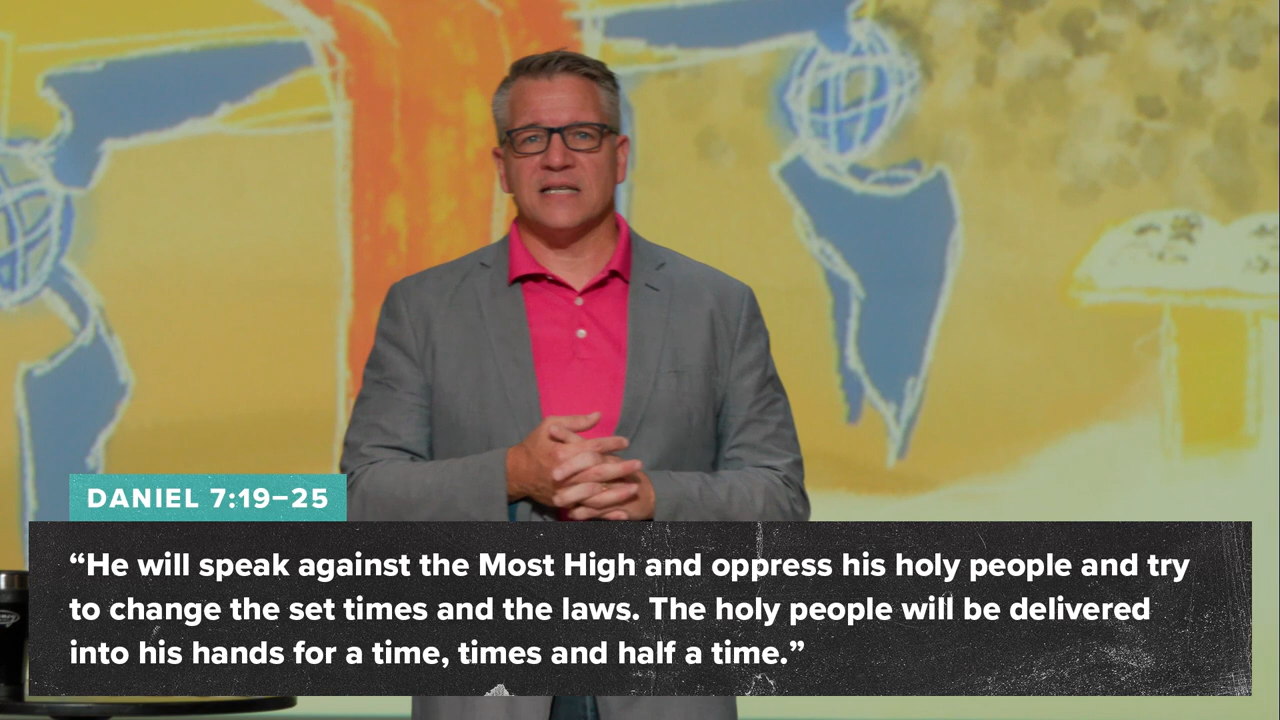 DANIEL 7:19–25
“He will speak against the Most High and oppress his holy people and try
to change the set times and the laws. The holy people will be delivered
into his hands for a time, times and half a time.”